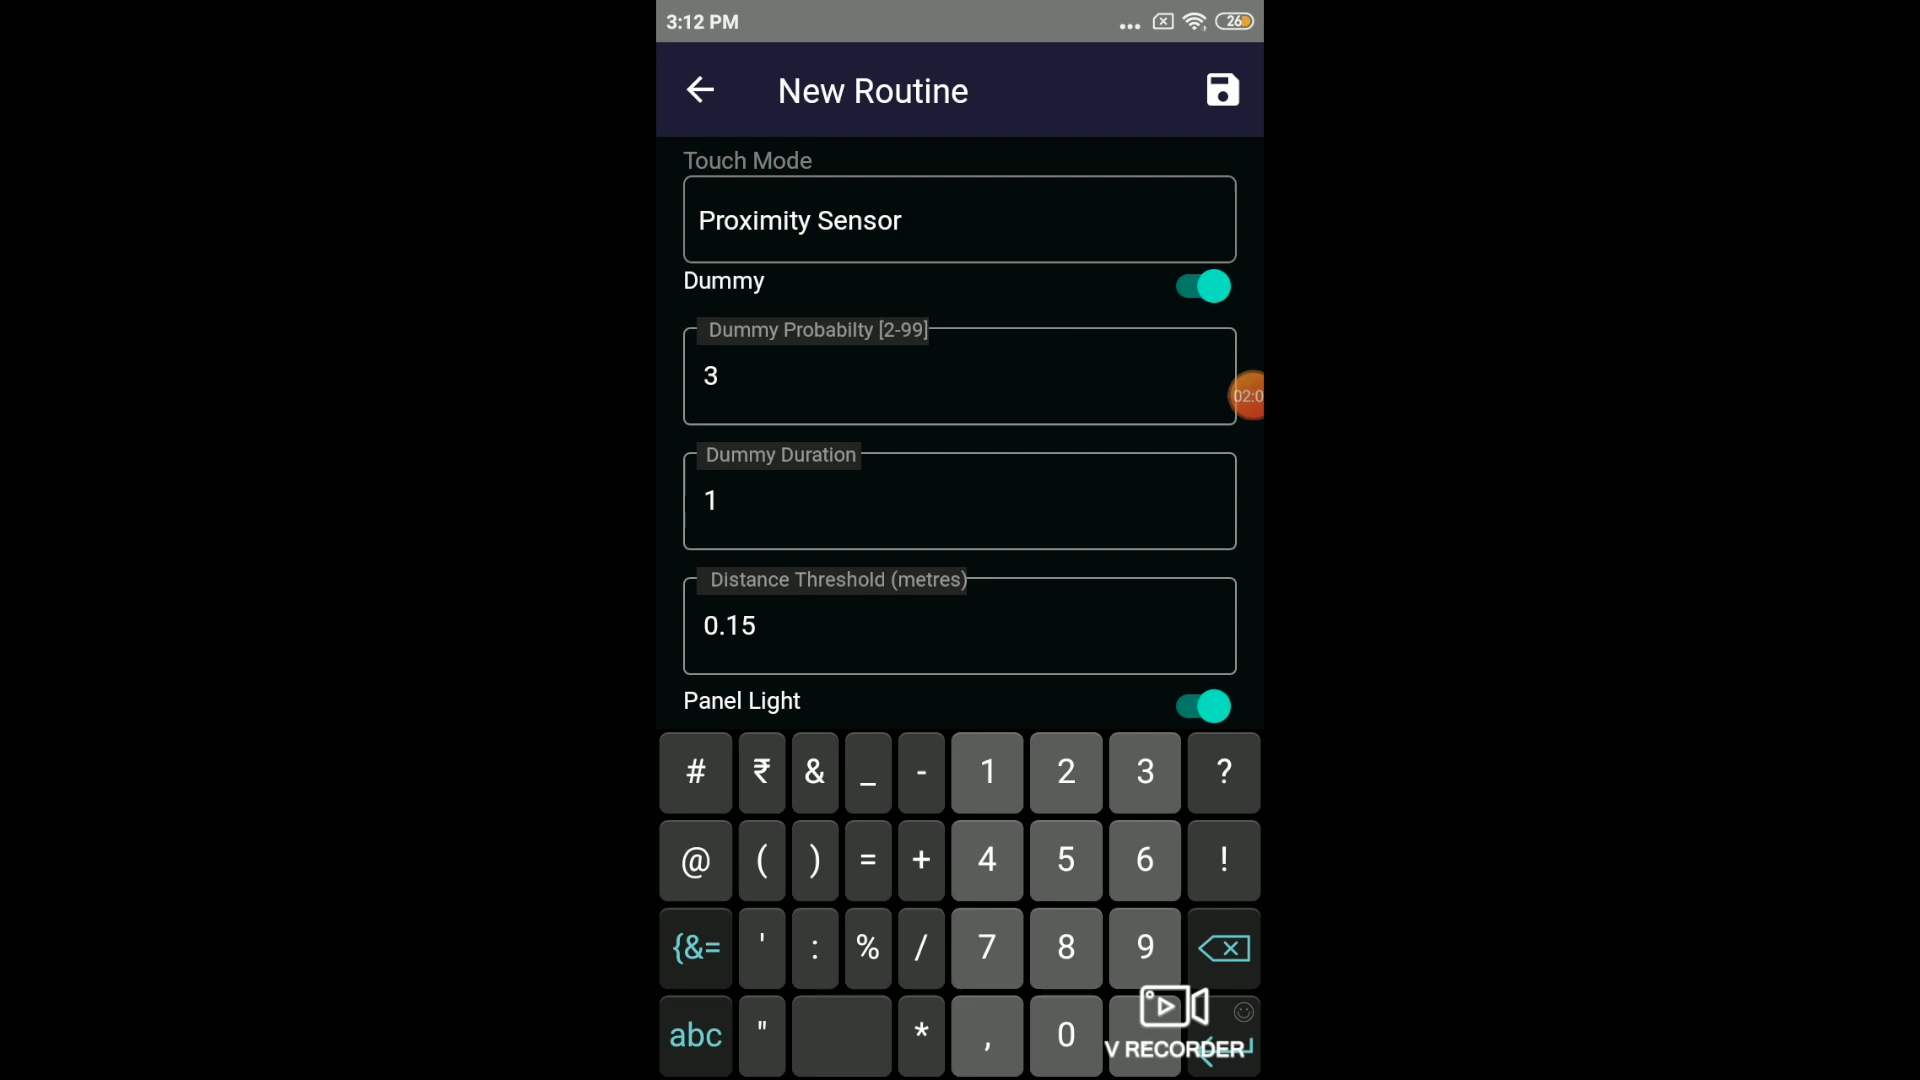 3:12 PM
26
New Routine
Touch Mode
Proximity Sensor
Dummy
Dummy Probabilty [2-99]
3
02:0
Dummy Duration
1
Distance Threshold (metres)
0.15
Panel Light
# ₹ & _ - 1 2 3 ?
@ ( ) = + 4 5 6 !
{&= ' : % / 7 8 9
abc " * , 0
V RECORDER